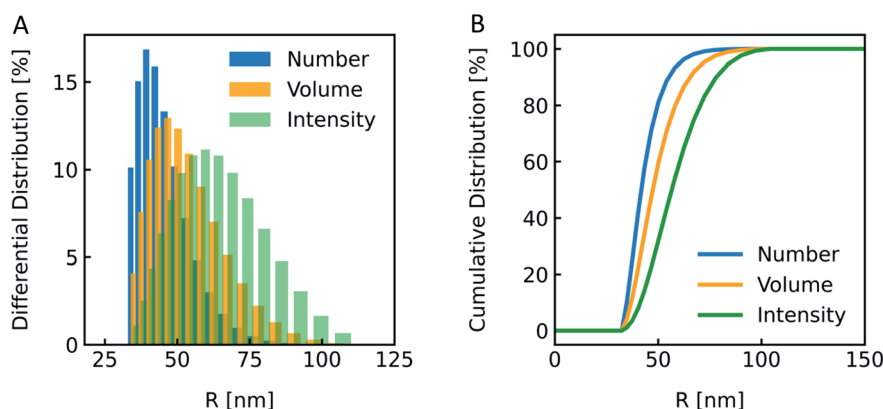 A
Differential Distribution [%]
15
10
5
0
Number
Volume
Intensity
25
50
75
100
125
R [nm]
B
Cumulative Distribution [%]
100
80
60
40
20
0
Number
Volume
Intensity
0
50
100
150
R [nm]